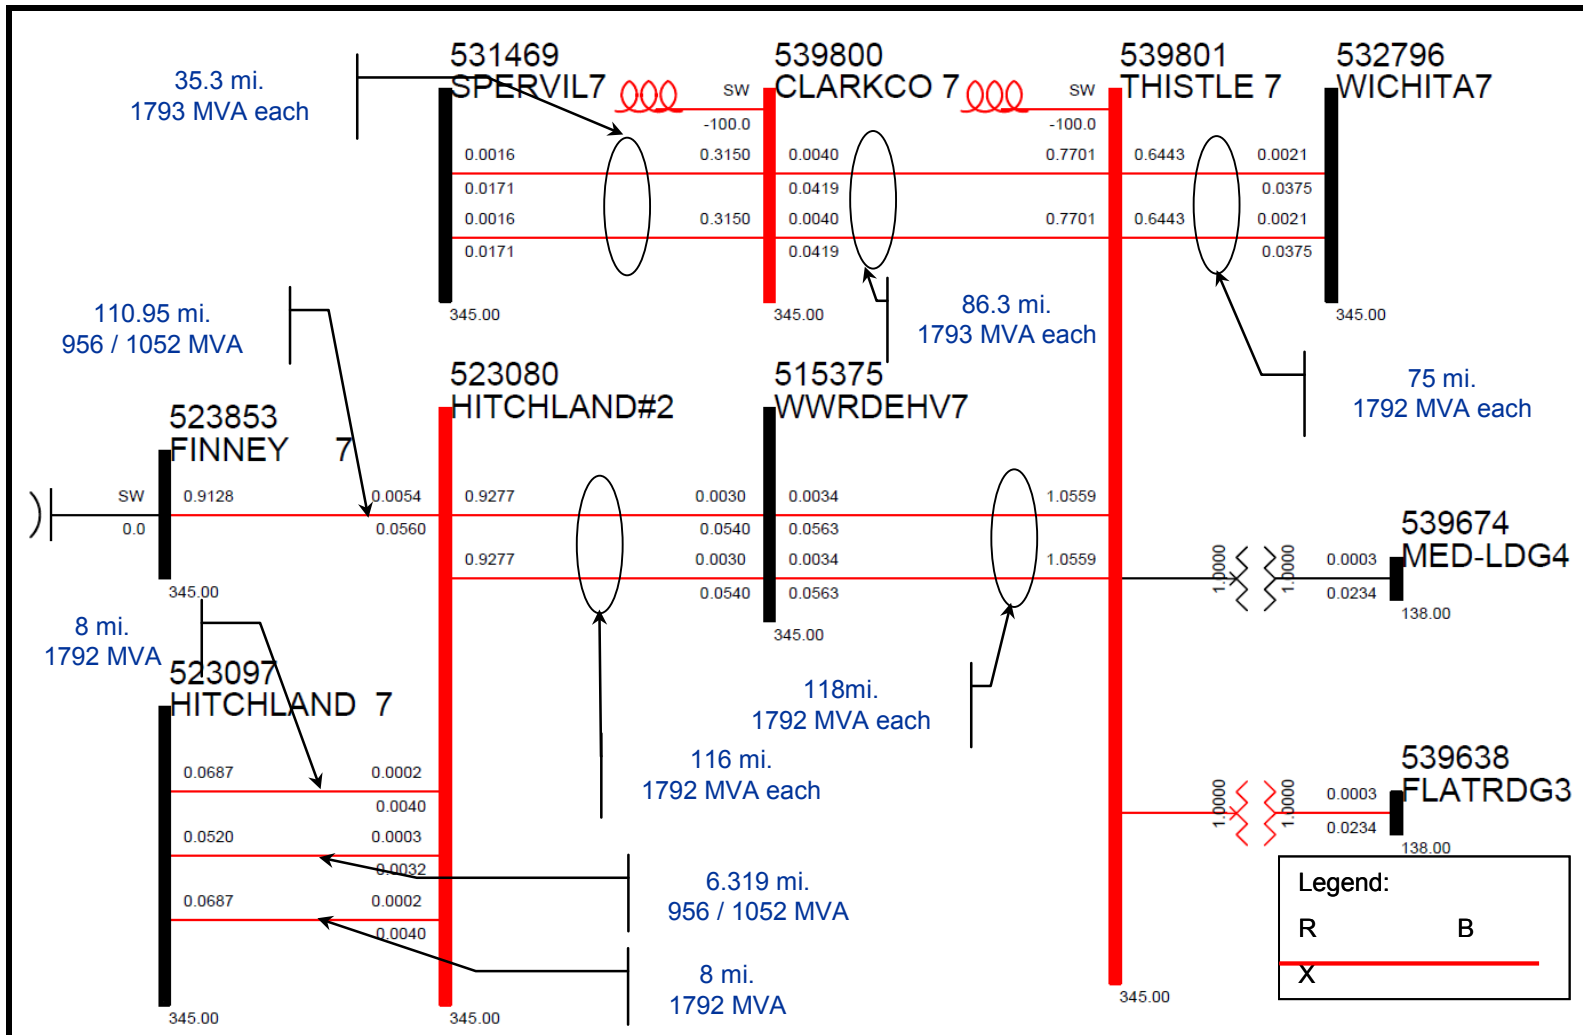 531469
SPERVIL7
539800
CLARKCO 7
539801
THISTLE 7
532796
WICHITA7
35.3 mi.
1793 MVA each
SW
-100.0
SW
-100.0
0.0016 0.3150 0.0040 0.7701 0.6443 0.0021
0.0171 0.0419 0.0375
0.0016 0.3150 0.0040 0.7701 0.6443 0.0021
0.0171 0.0419 0.0375
345.00 345.00 345.00
110.95 mi.
956 / 1052 MVA
86.3 mi.
1793 MVA each
75 mi.
1792 MVA each
523853
FINNEY 7
523080
HITCHLAND#2
515375
WWRDEHV7
SW 0.9128 0.0054 0.9277 0.0030 0.0034 1.0559
0.0 0.0560 0.0540 0.0563
0.9277 0.0030 0.0034 1.0559
0.0540 0.0563
345.00
345.00
539674
MED-LDG4
1.0000 1.0000 0.0003
0.0234
138.00
8 mi.
1792 MVA
523097
HITCHLAND 7
118mi.
1792 MVA each
116 mi.
1792 MVA each
539638
FLATRDG3
1.0000 1.0000 0.0003
0.0234
138.00
0.0687 0.0002
0.0040
0.0520 0.0003
0.0032
0.0687 0.0002
0.0040
6.319 mi.
956 / 1052 MVA
8 mi.
1792 MVA
345.00 345.00 345.00
Legend:
R B
X